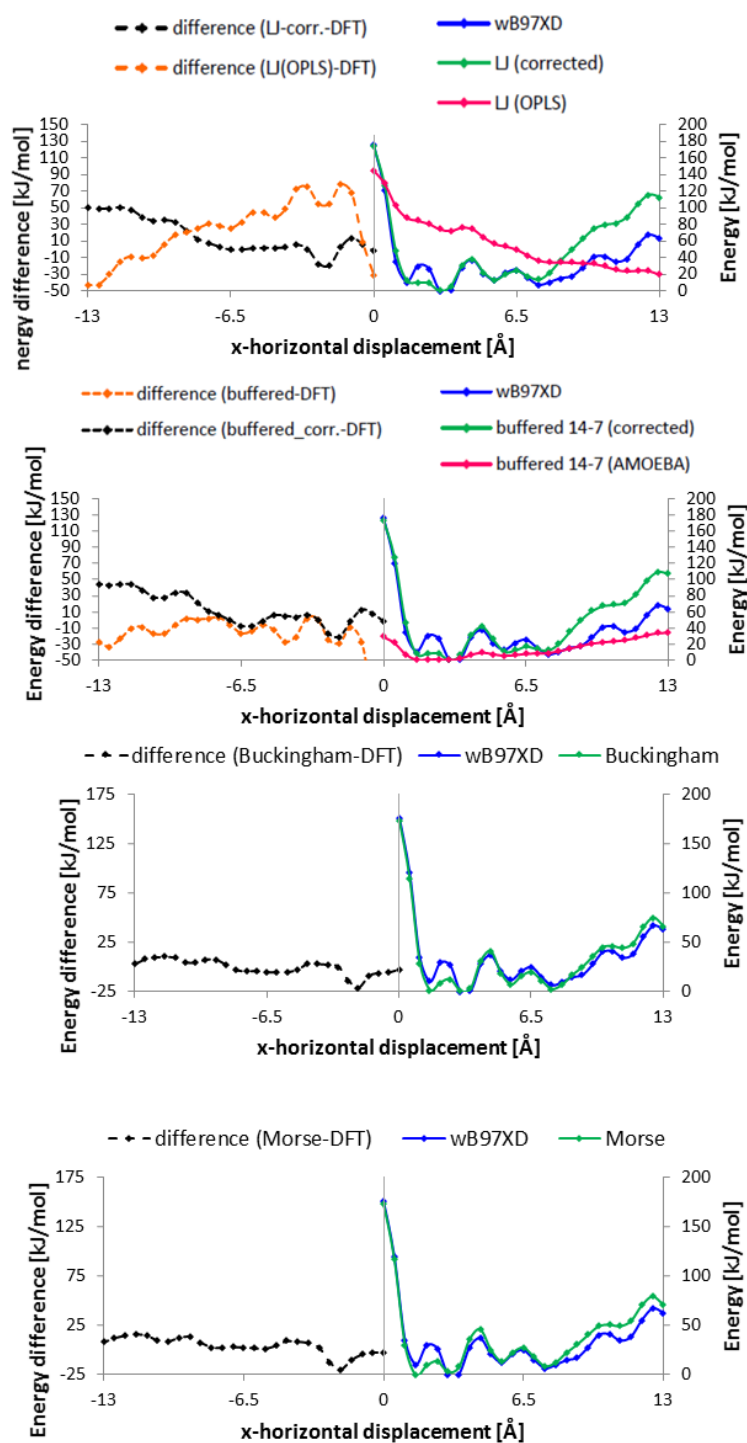 difference (LJ-corr.-DFT) wB97XD
difference (LJ(OPLS)-DFT) LJ (corrected)
LJ (OPLS)
150 200
130 180
110 160
90 140
70 120
50 100
30 80
10 60
-10 40
-30 20
-50 0
-13 -6.5 0 6.5 13
nergy difference [kJ/mol]
Energy [kJ/mol]
x-horizontal displacement [Å]
difference (buffered-DFT) wB97XD
difference (buffered_corr.-DFT) buffered 14-7 (corrected)
buffered 14-7 (AMOEBA)
150 200
130 180
110 160
90 140
70 120
50 100
30 80
10 60
-10 40
-30 20
-50 0
-13 -6.5 0 6.5 13
Energy difference [kJ/mol]
Energy [kJ/mol]
x-horizontal displacement [Å]
difference (Buckingham-DFT) wB97XD Buckingham
175 200
125 150
75 100
25 50
-25 0
-13 -6.5 0 6.5 13
Energy difference [kJ/mol]
Energy [kJ/mol]
x-horizontal displacement [Å]
difference (Morse-DFT) wB97XD Morse
175 200
125 150
75 100
25 50
-25 0
-13 -6.5 0 6.5 13
Energy difference [kJ/mol]
Energy [kJ/mol]
x-horizontal displacement [Å]